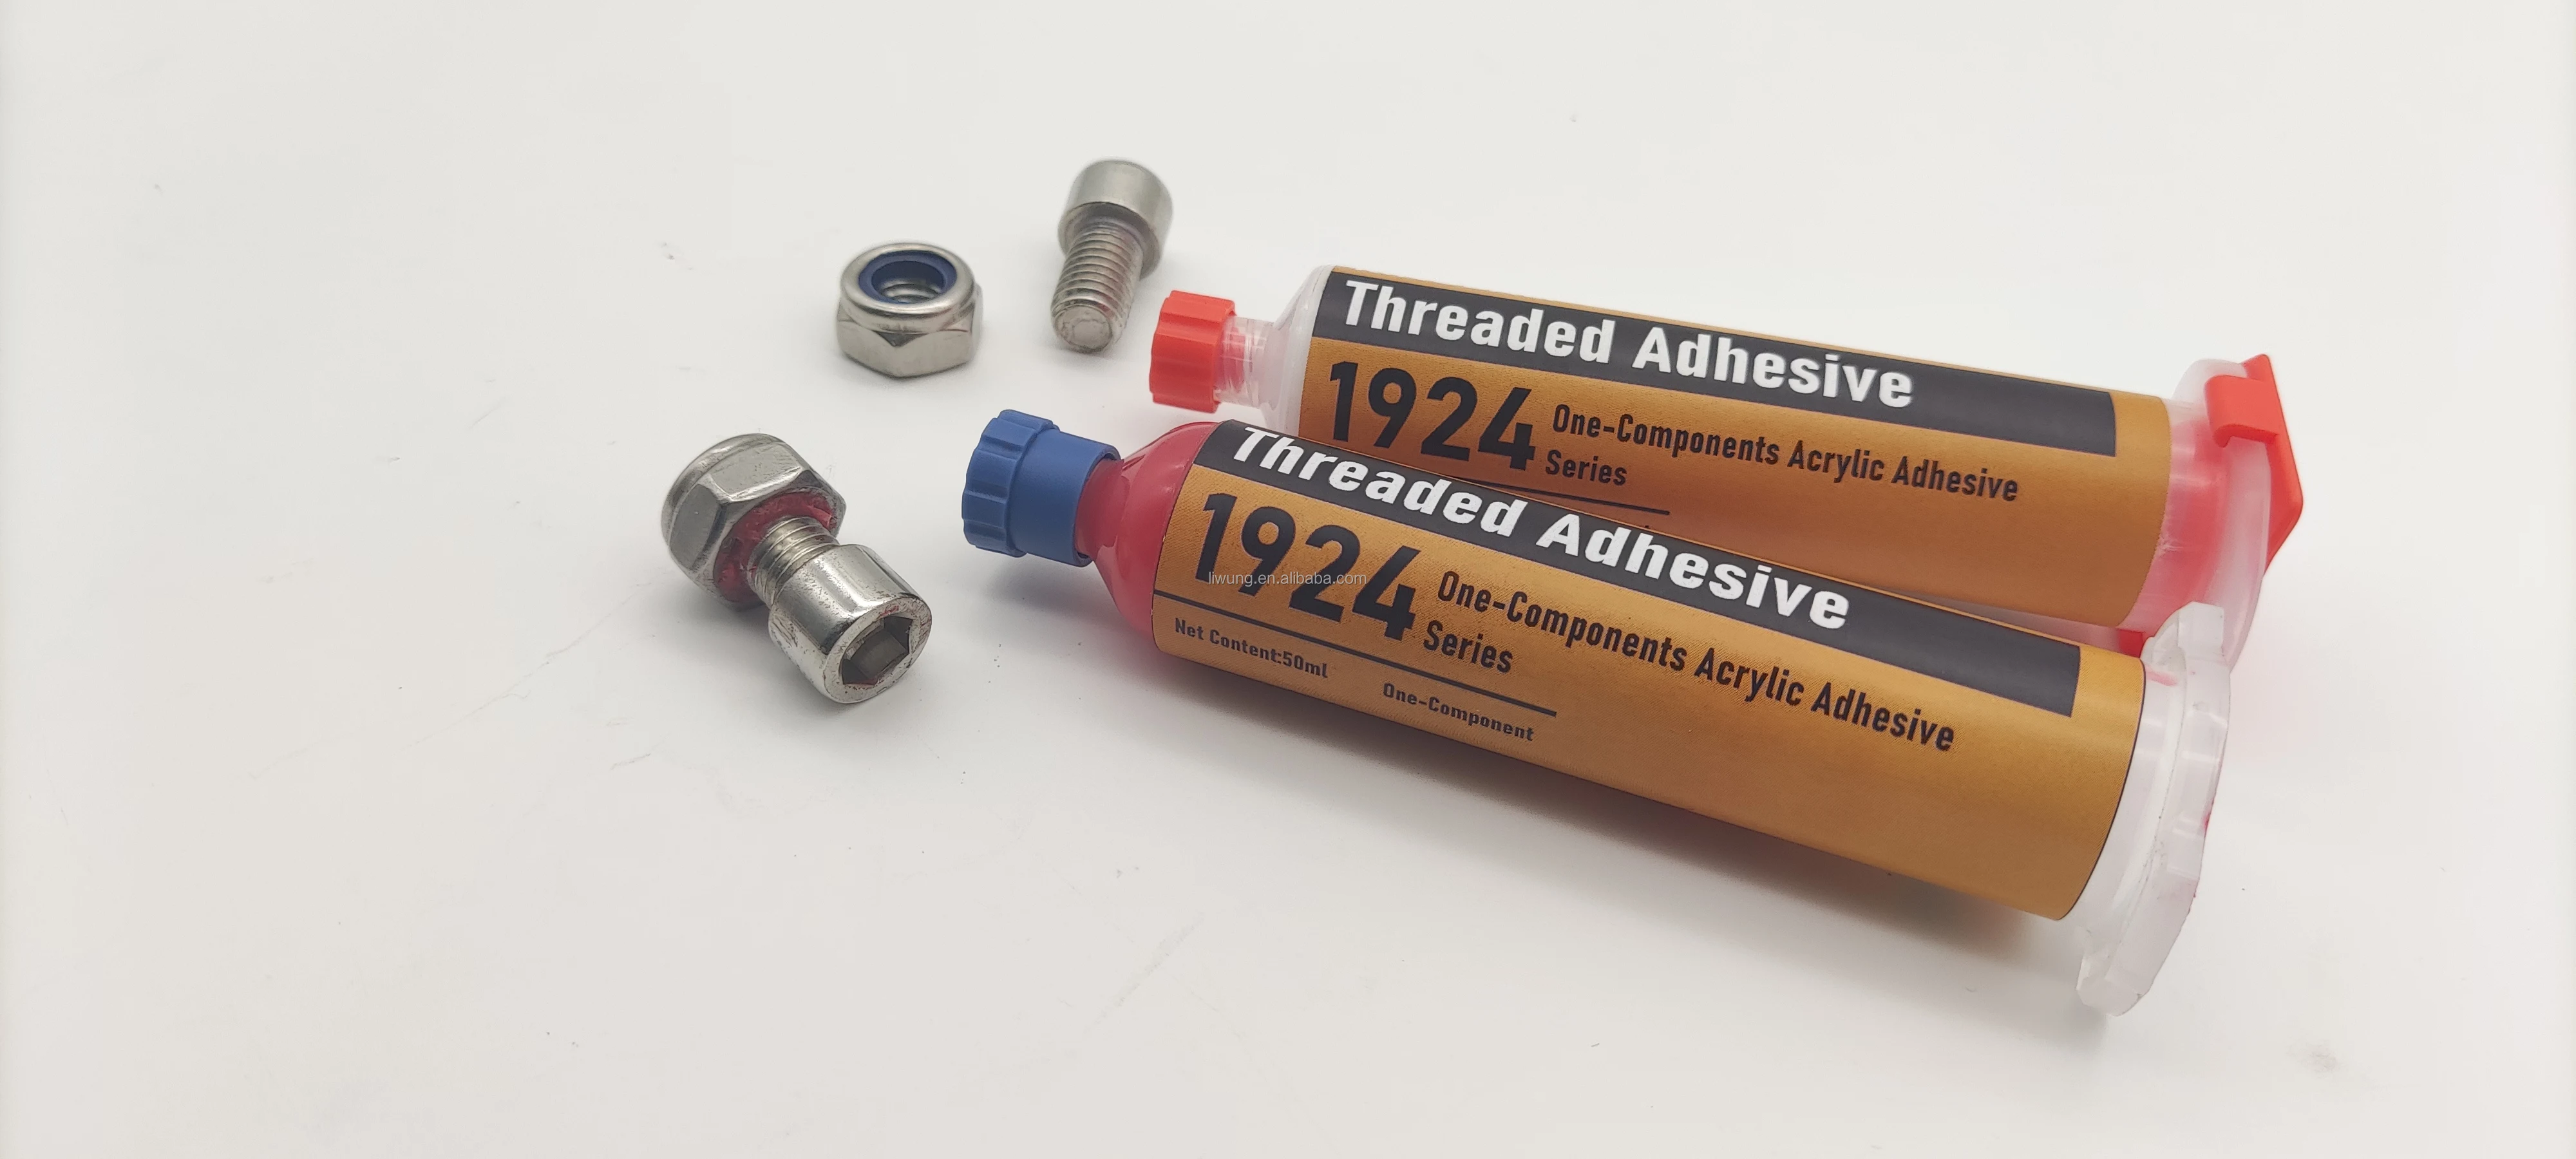 Threaded Adhesive
1924 One-Components Acrylic Adhesive
Series
Threaded Adhesive
1924 One-Components Acrylic Adhesive
Series
Net Content:50ml One-Component
liwung.en.alibaba.com